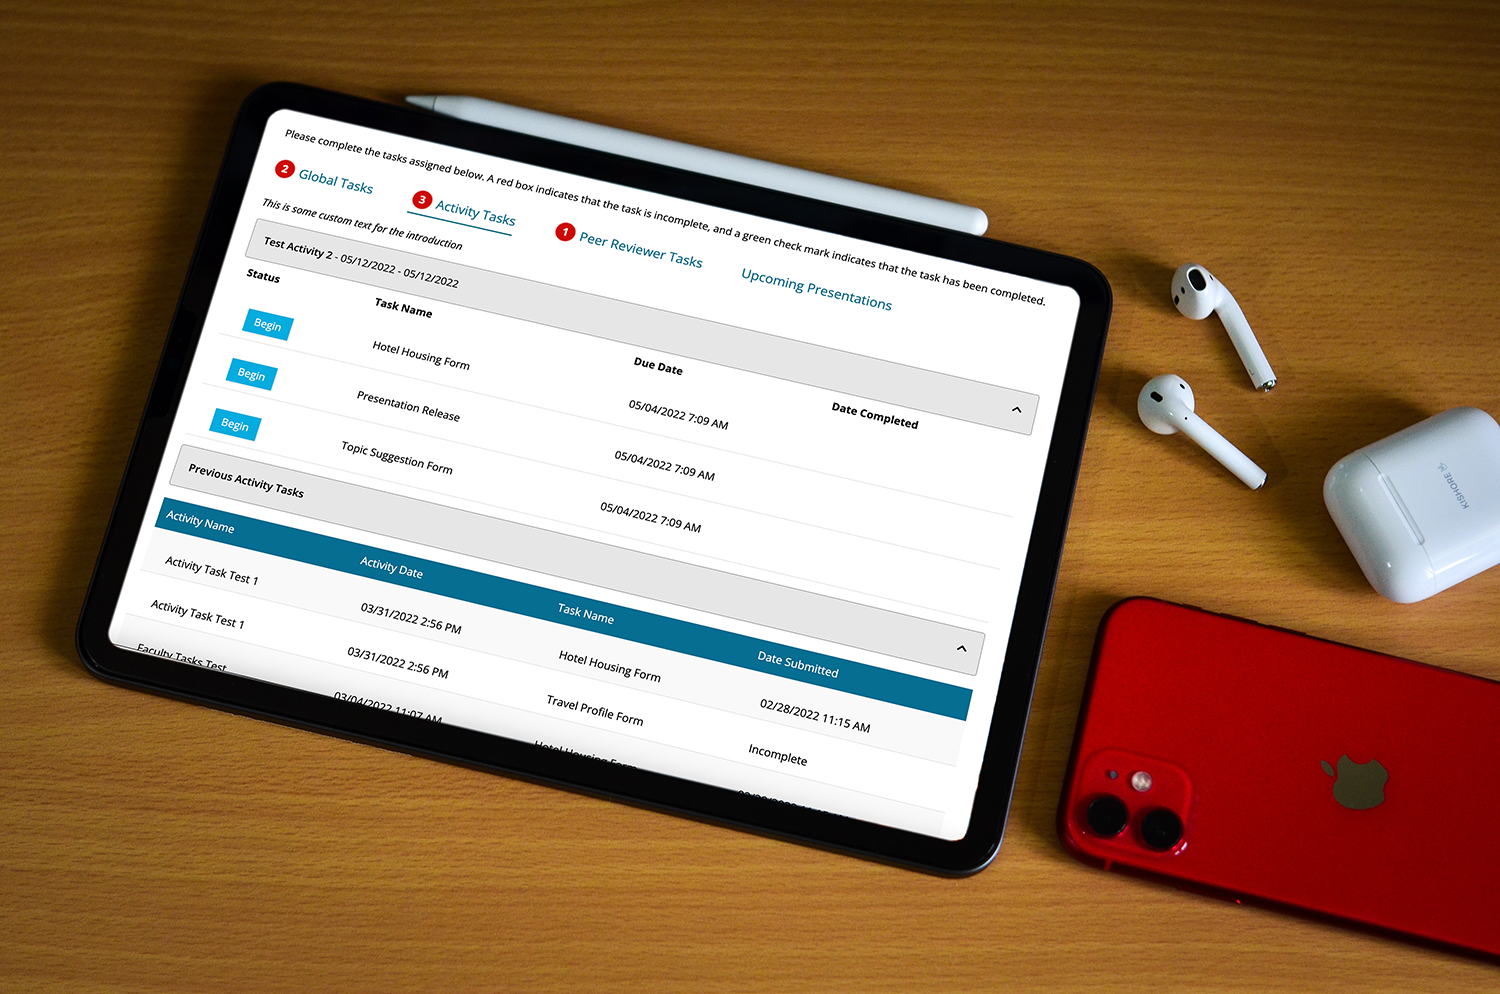 Please complete the tasks assigned below. A red box indicates that the task is incomplete, and a green check mark indicates that the task has been completed.
2 Global Tasks 3 Activity Tasks 1 Peer Reviewer Tasks Upcoming Presentations
This is some custom text for the introduction
Test Activity 2 - 05/12/2022 - 05/12/2022
Status Task Name Due Date Date Completed
Begin Hotel Housing Form 05/04/2022 7:09 AM
Begin Presentation Release 05/04/2022 7:09 AM
Begin Topic Suggestion Form 05/04/2022 7:09 AM
Previous Activity Tasks
Activity Name Activity Date Task Name Date Submitted
Activity Task Test 1 03/31/2022 2:56 PM Hotel Housing Form 02/28/2022 11:15 AM
Activity Task Test 1 03/31/2022 2:56 PM Travel Profile Form Incomplete
Faculty Tasks Test 03/04/2022 11:07 AM Hotel Housing Form
KISHORE